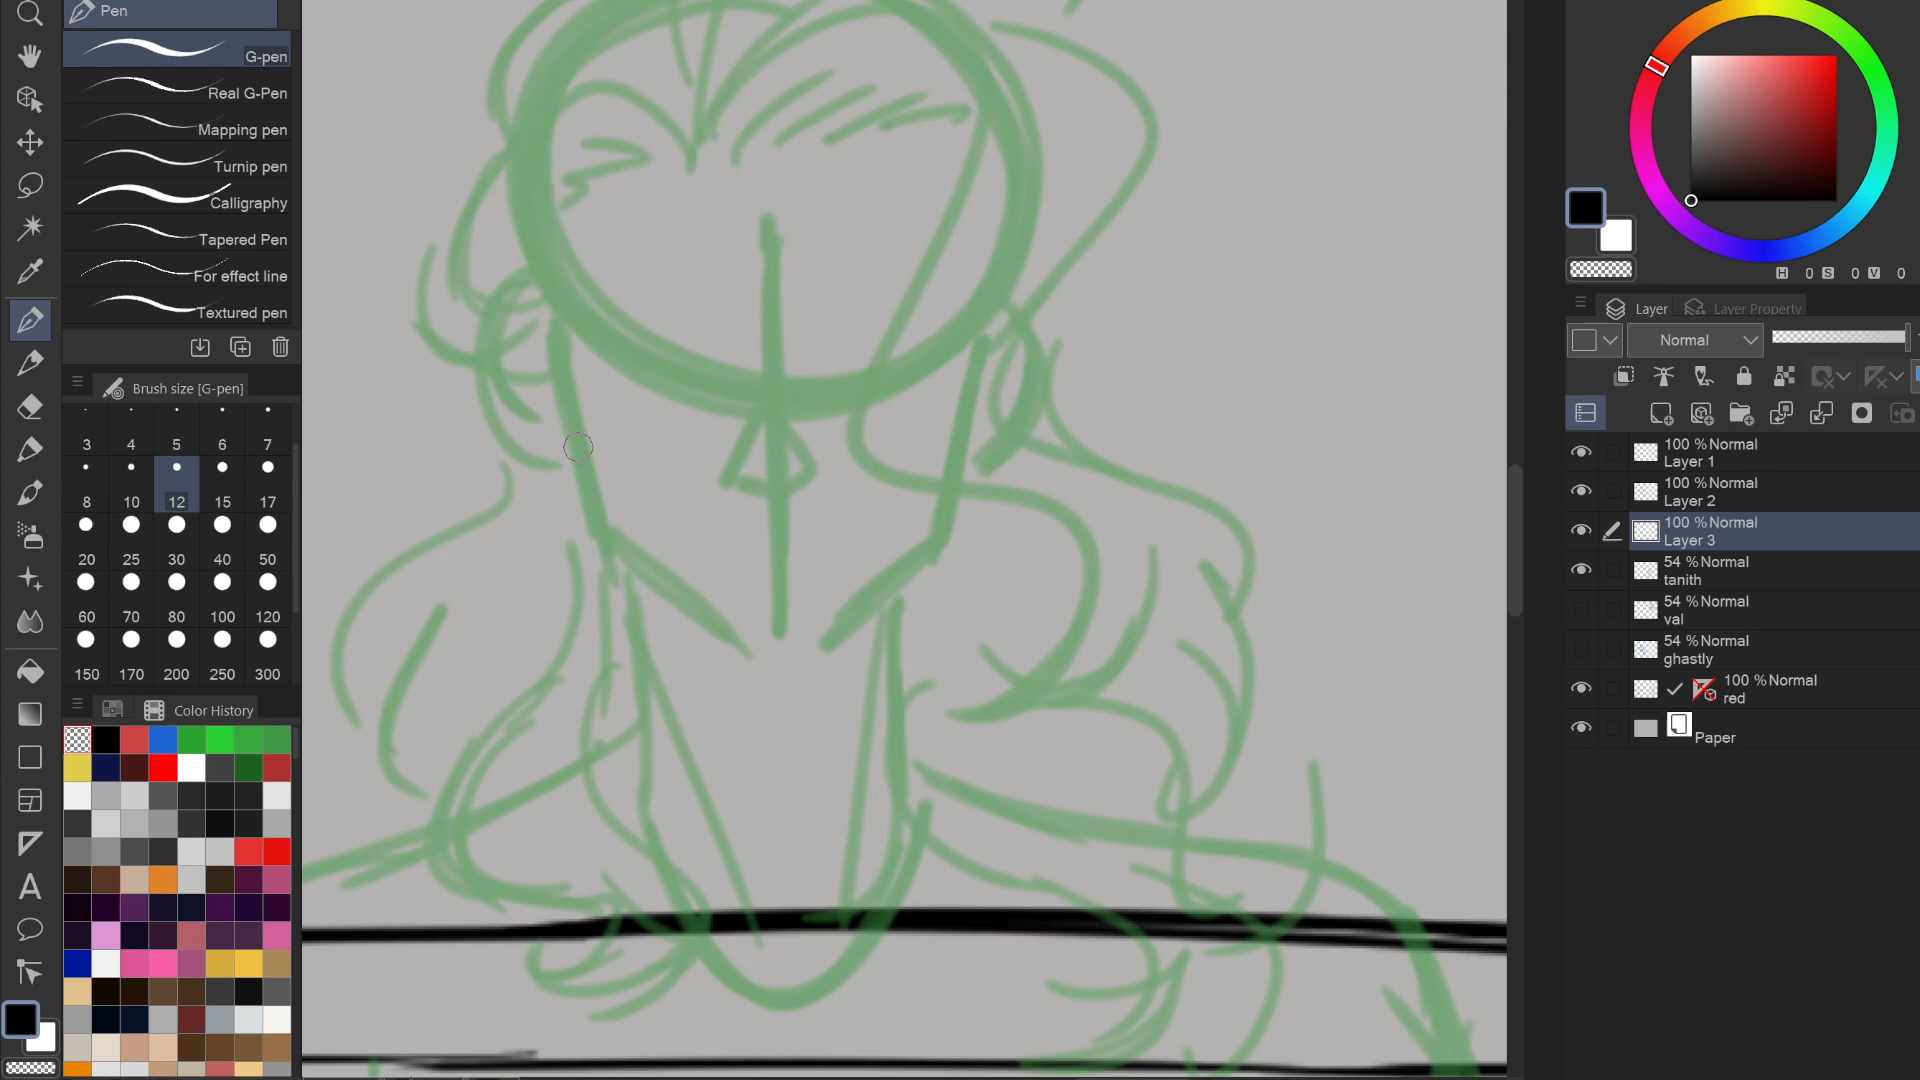 Pen
G-pen
Real G-Pen
Mapping pen
Turnip pen
Calligraphy
Tapered Pen
For effect line
Textured pen
Brush size [G-pen]
3 4 5 6 7
8 10 12 15 17
20 25 30 40 50
60 70 80 100 120
150 170 200 250 300
Color History
H 0 S 0 V 0
Layer Layer Property
Normal
100 %Normal
Layer 1
100 %Normal
Layer 2
100 %Normal
Layer 3
54 %Normal
tanith
54 %Normal
val
54 %Normal
ghastly
100 %Normal
red
Paper